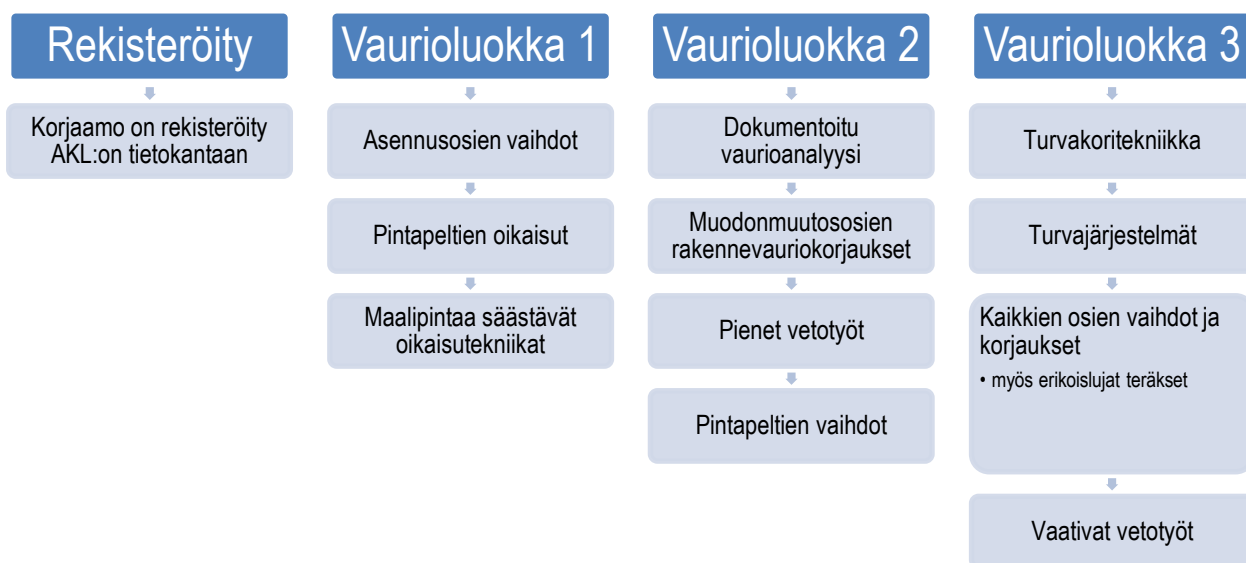 Rekisteröity
Korjaamo on rekisteröity
AKL:on tietokantaan
Vaurioluokka 1
Asennusosien vaihdot
Pintapeltien oikaisut
Maalipintaa säästävät
oikaisutekniikat
Vaurioluokka 2
Dokumentoitu
vaurioanalyysi
Muodonmuutososien
rakennevauriokorjaukset
Pienet vetotyöt
Pintapeltien vaihdot
Vaurioluokka 3
Turvakoritekniikka
Turvajärjestelmät
Kaikkien osien vaihdot ja
korjaukset
• myös erikoislujat teräkset
Vaativat vetotyöt